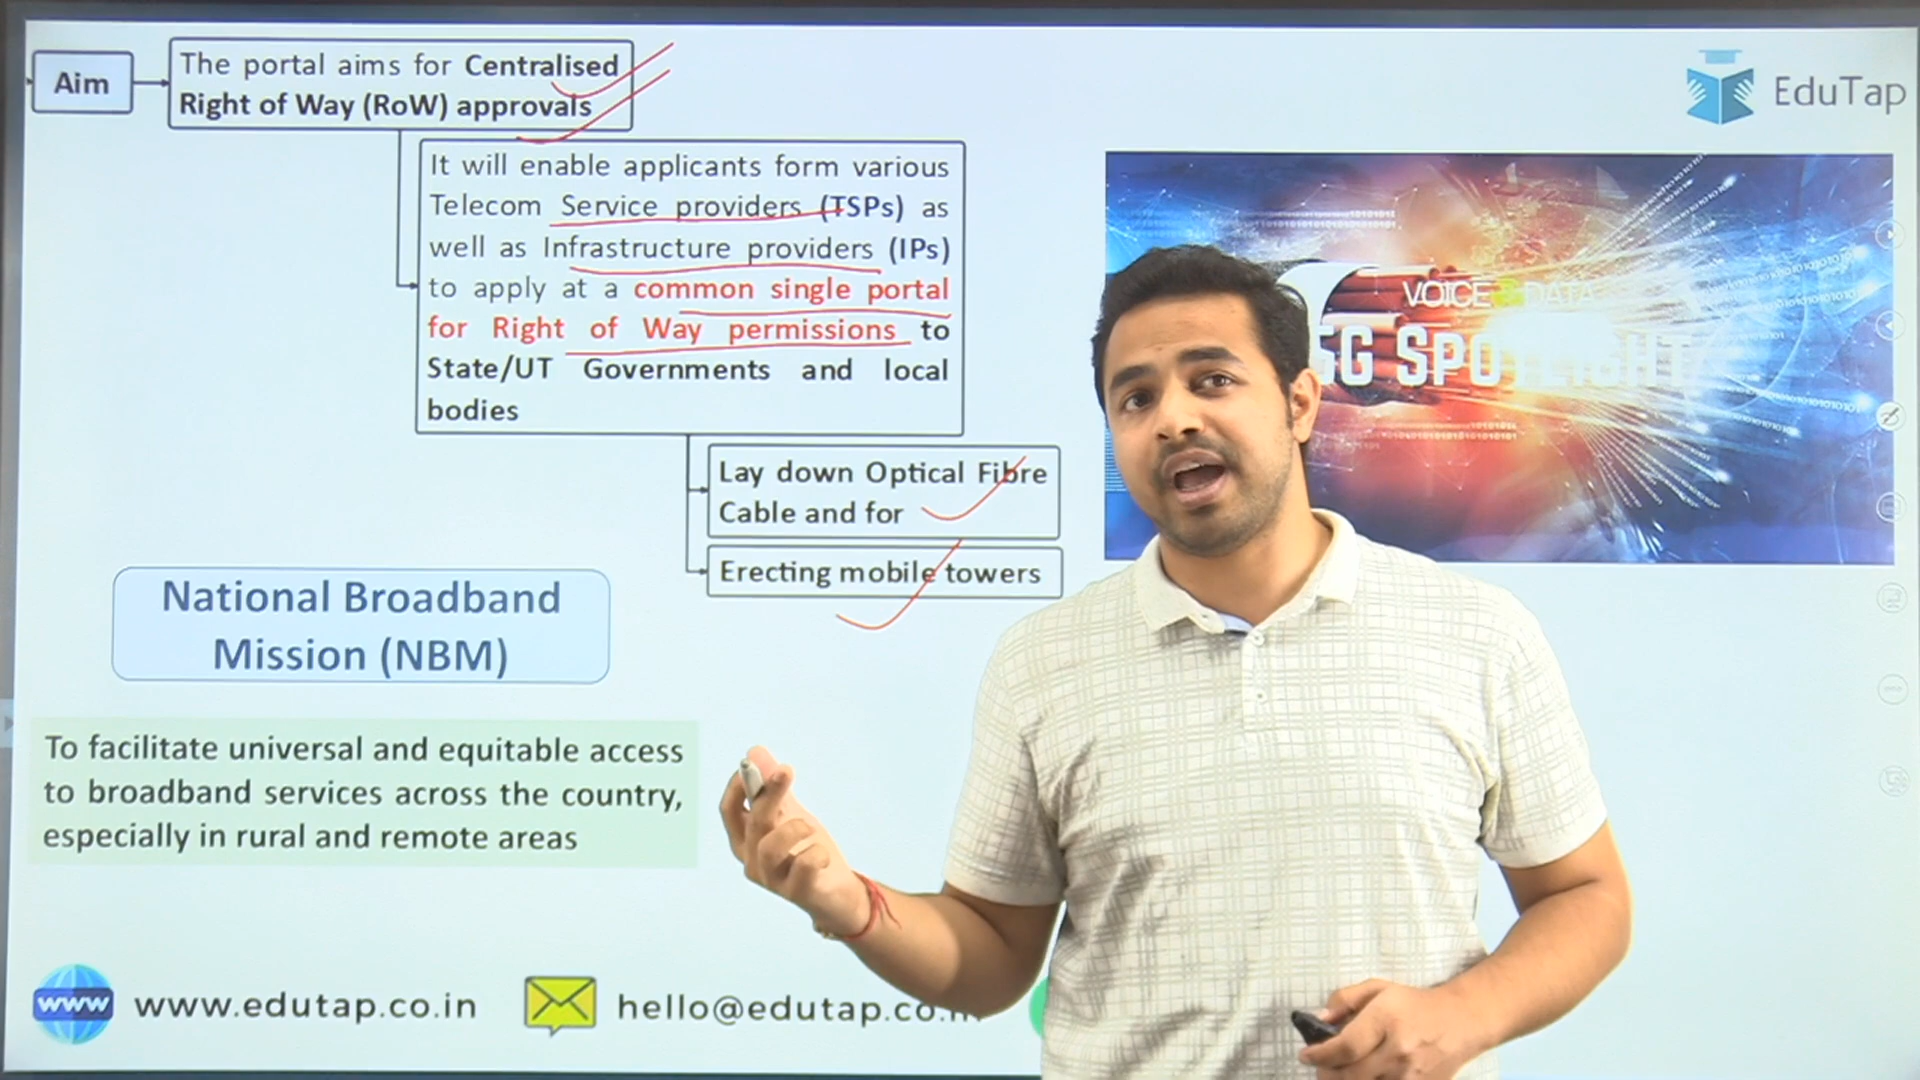 Aim
The portal aims for Centralised
Right of Way (RoW) approvals
EduTap
It will enable applicants form various
Telecom Service providers (TSPs) as
well as Infrastructure providers (IPs)
to apply at a common single portal
for Right of Way permissions to
State/UT Governments and local
bodies
VOICE & DATA
5G SPOTLIGHT
Lay down Optical Fibre
Cable and for
Erecting mobile towers
National Broadband
Mission (NBM)
To facilitate universal and equitable access
to broadband services across the country,
especially in rural and remote areas
www
www.edutap.co.in
hello@edutap.co.in